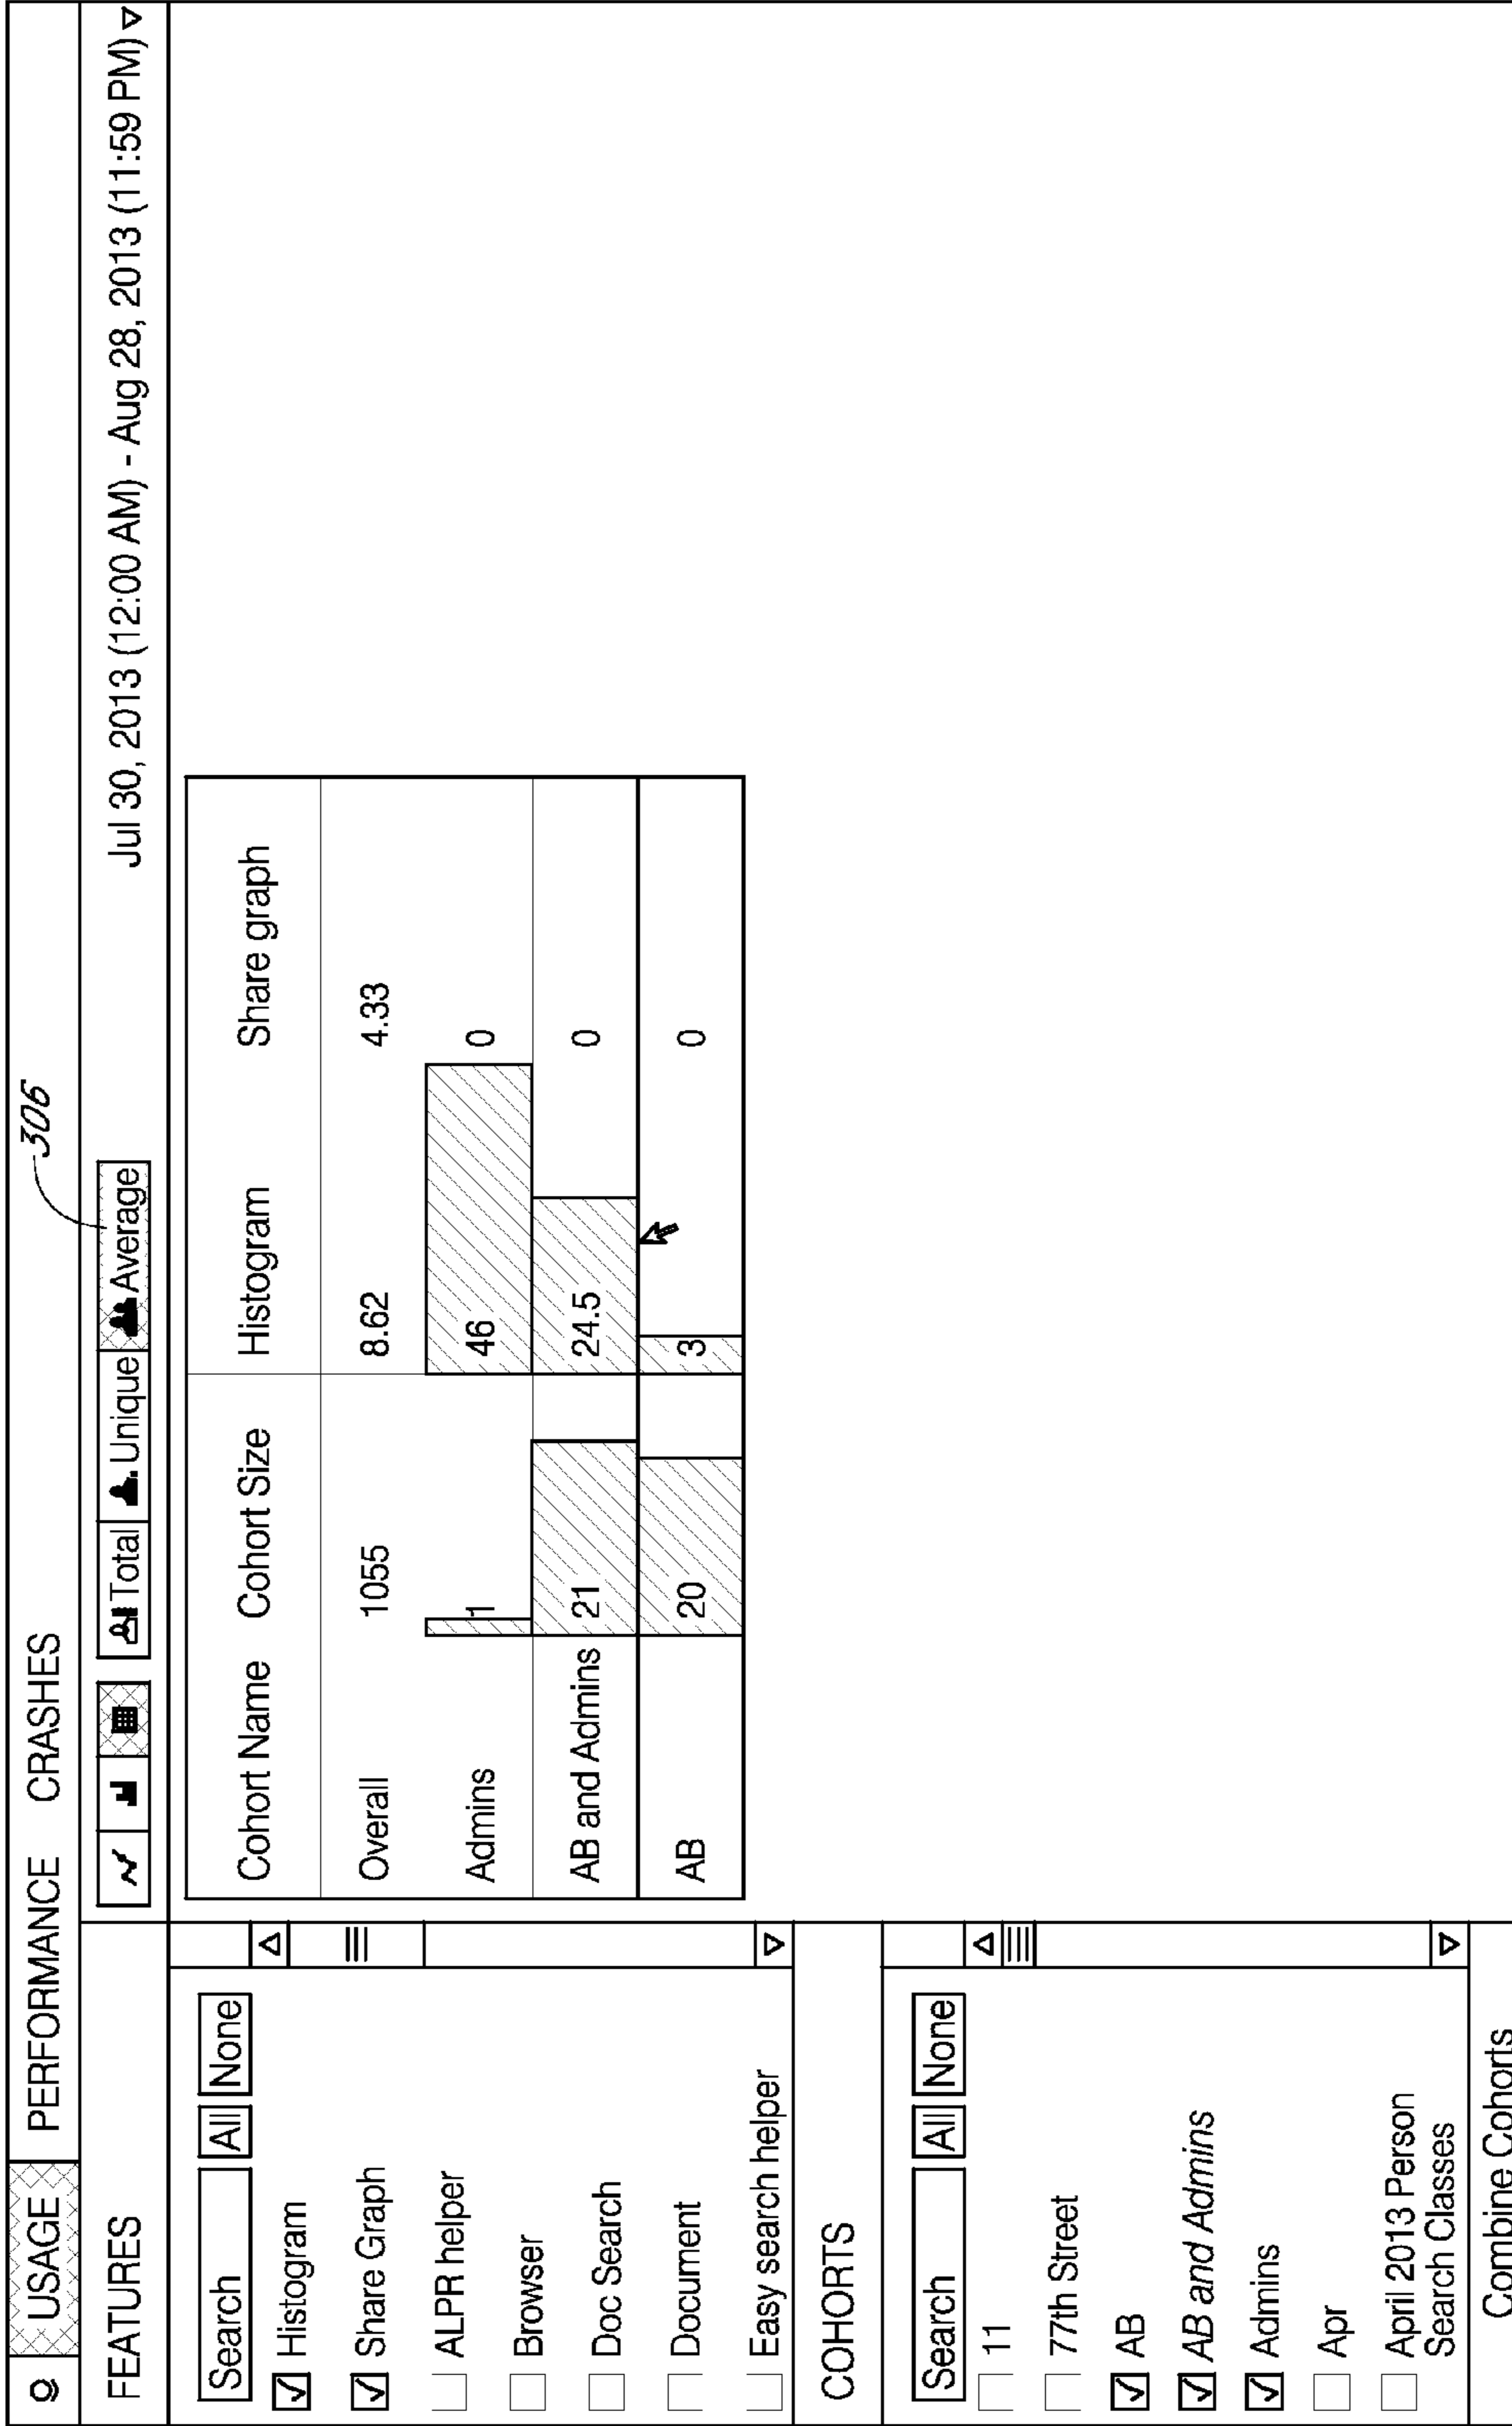 306
USAGE PERFORMANCE CRASHES
FEATURES
Total Unique Average
Jul 30, 2013 (12:00 AM) - Aug 28, 2013 (11:59 PM)
Search All None
Histogram
Share Graph
ALPR helper
Browser
Doc Search
Document
Easy search helper
COHORTS
Search All None
11
77th Street
AB
AB and Admins
Admins
Apr
April 2013 Person
Search Classes
Combine Cohorts
Cohort Name Cohort Size Histogram Share graph
Overall 1055 8.62 4.33
Admins 1 46 0
AB and Admins 21 24.5 0
AB 20 3 0